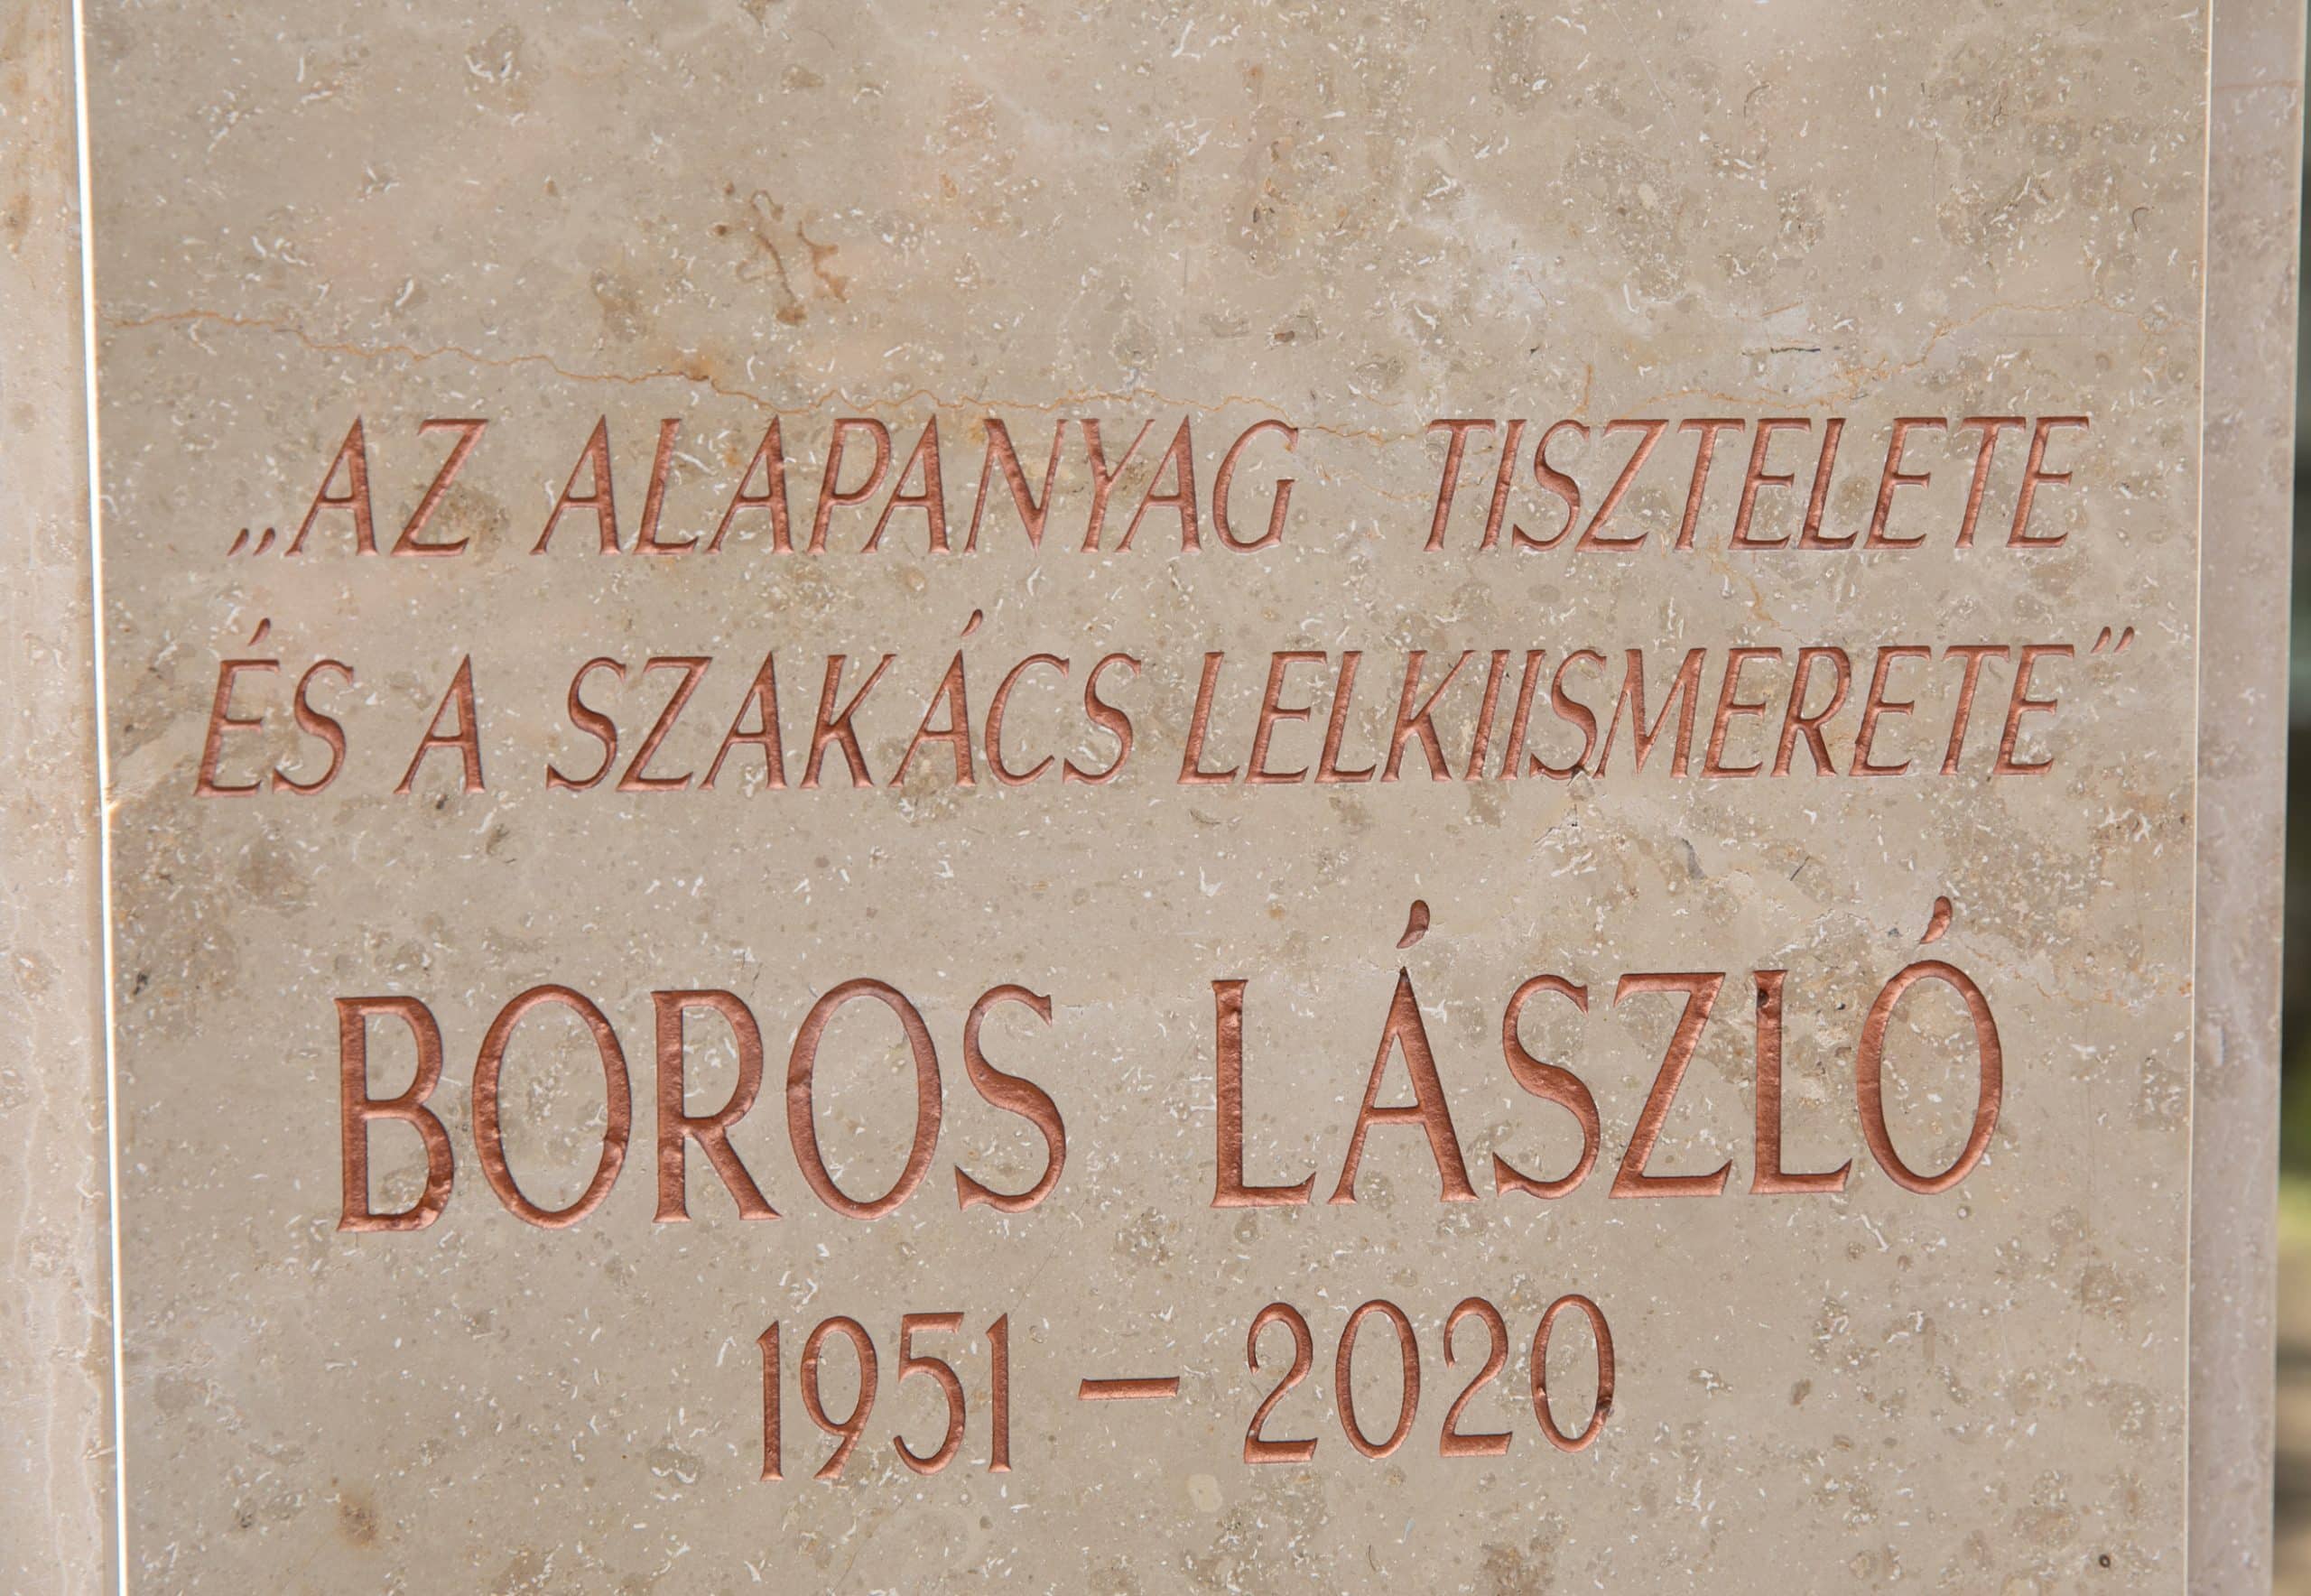 „AZ ALAPANYAG TISZTELETE
ÉS A SZAKÁCS LELKIISMERETE”
BOROS LÁSZLÓ
1951 – 2020